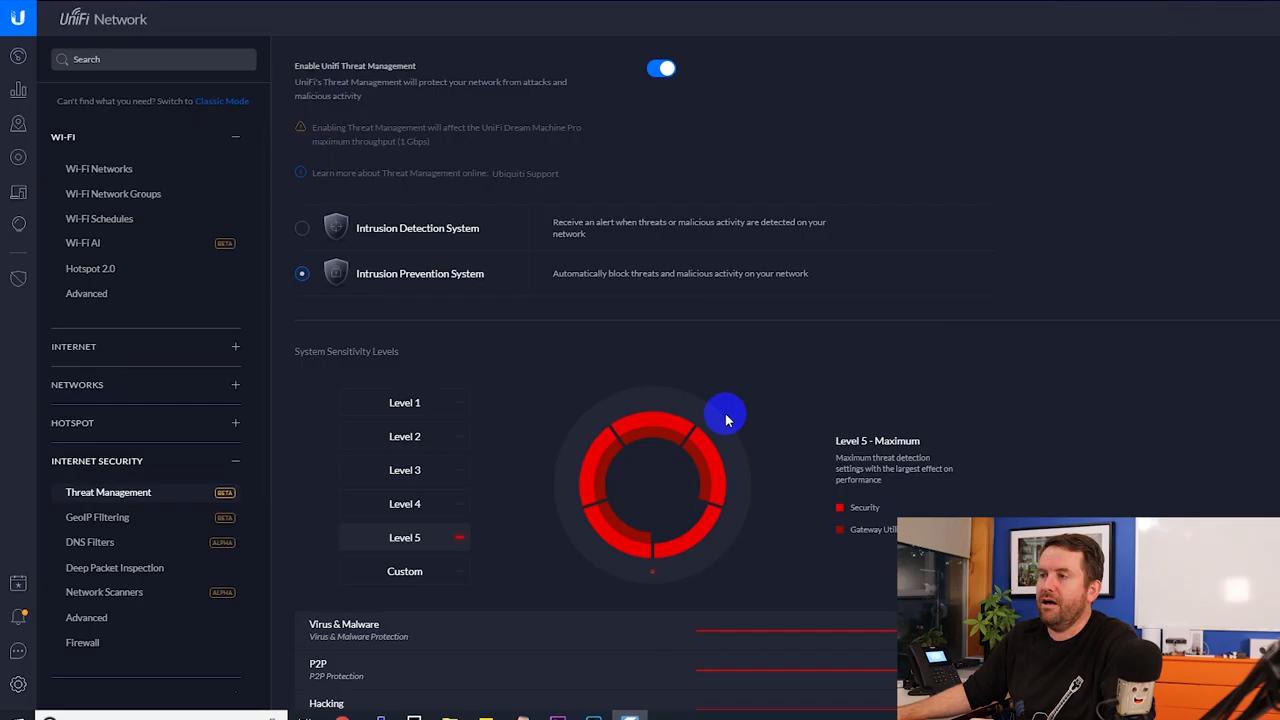 UniFi Network
Search
Can't find what you need? Switch to Classic Mode
WI-FI
Wi-Fi Networks
Wi-Fi Network Groups
Wi-Fi Schedules
Wi-Fi AI BETA
Hotspot 2.0
Advanced
INTERNET
NETWORKS
HOTSPOT
INTERNET SECURITY
Threat Management BETA
GeoIP Filtering BETA
DNS Filters ALPHA
Deep Packet Inspection
Network Scanners ALPHA
Advanced
Firewall
Enable Unifi Threat Management
UniFi's Threat Management will protect your network from attacks and
malicious activity
Enabling Threat Management will affect the UniFi Dream Machine Pro
maximum throughput (1 Gbps)
Learn more about Threat Management online: Ubiquiti Support
Intrusion Detection System
Receive an alert when threats or malicious activity are detected on your
network
Intrusion Prevention System
Automatically block threats and malicious activity on your network
System Sensitivity Levels
Level 1
Level 2
Level 3
Level 4
Level 5
Custom
Level 5 - Maximum
Maximum threat detection
settings with the largest effect on
performance
Security
Gateway Util
Virus & Malware
Virus & Malware Protection
P2P
P2P Protection
Hacking